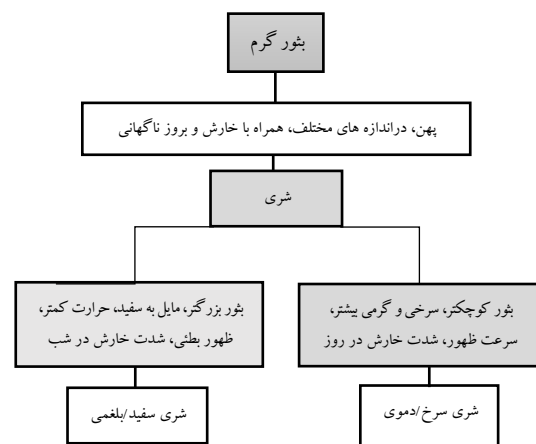 بثور گرم
پهن، دراندازه های مختلف، همراه با خارش و بروز ناگهانی
شری
بثور کوچکتر، سرخی و گرمی بیشتر،
سرعت ظهور، شدت خارش در روز
بثور بزرگتر، مایل به سفید، حرارت کمتر،
ظهور بطئی، شدت خارش در شب
شری سرخ/دموی
شری سفید/بلغمی